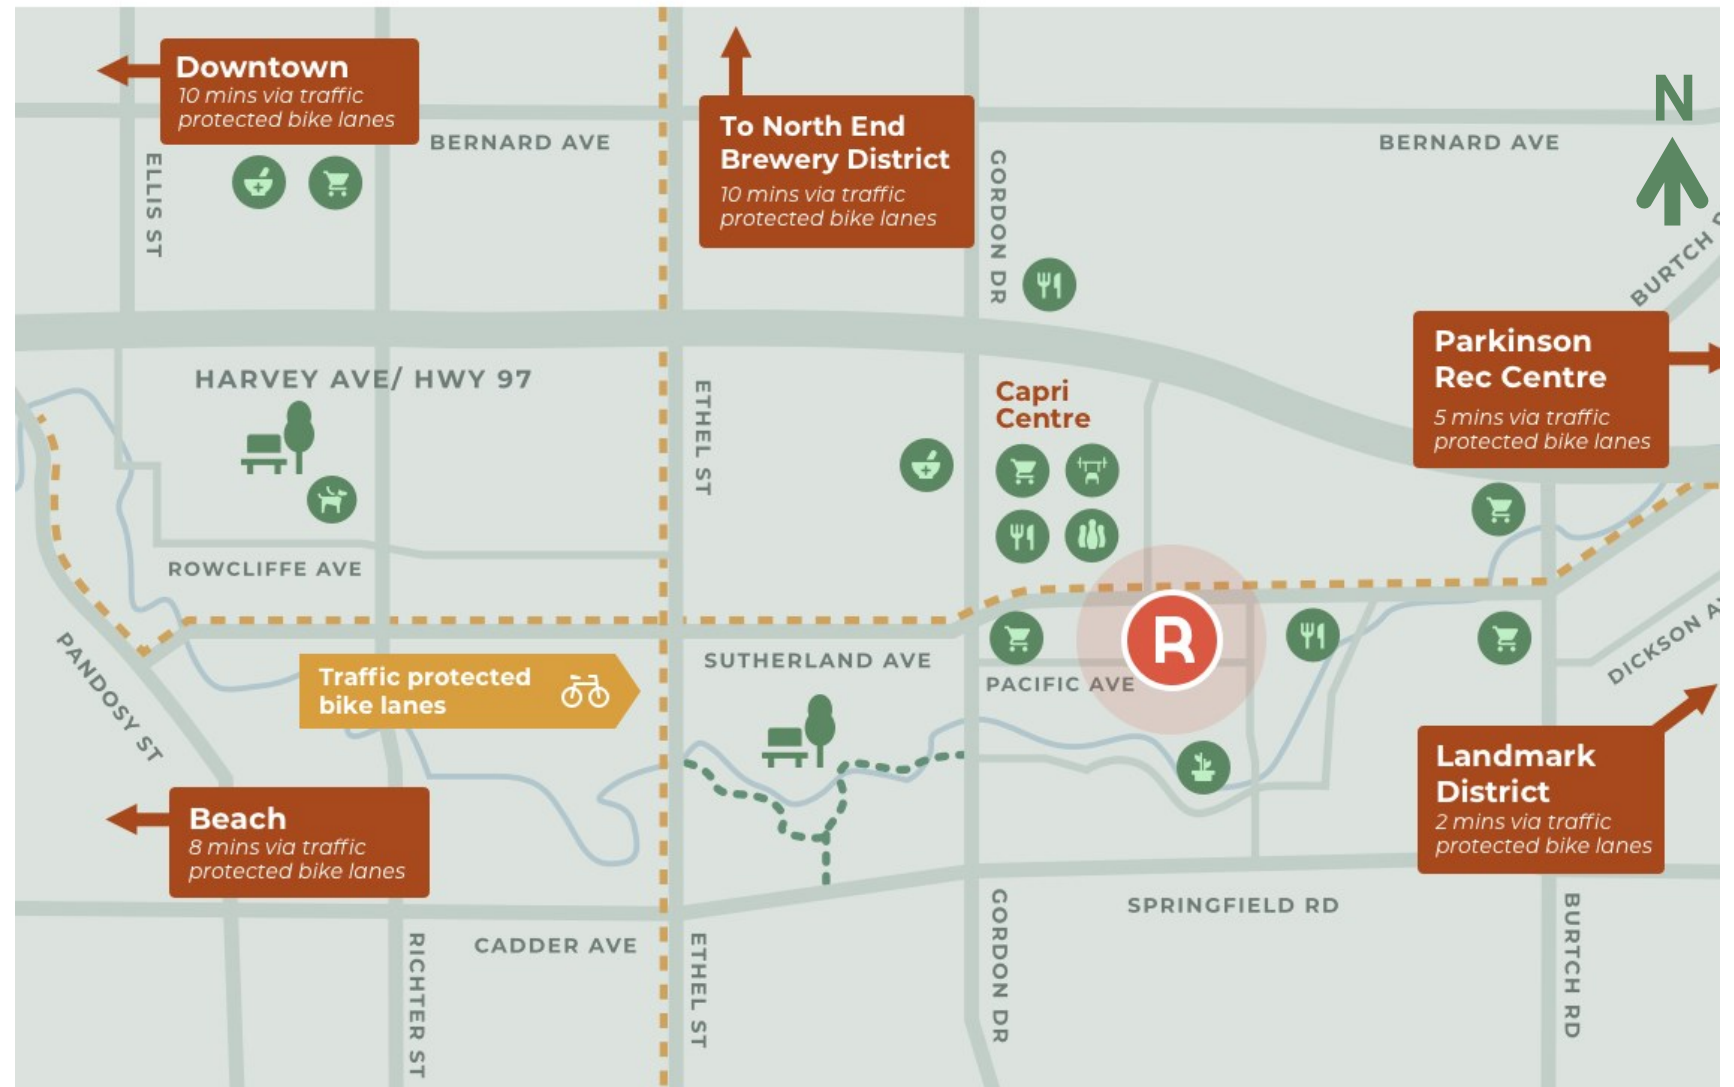 Downtown
10 mins via traffic
protected bike lanes
To North End
Brewery District
10 mins via traffic
protected bike lanes
N
BERNARD AVE
BERNARD AVE
ELLIS ST
GORDON DR
BURTCH
Parkinson
Rec Centre
5 mins via traffic
protected bike lanes
HARVEY AVE/ HWY 97
ETHEL ST
Capri
Centre
ROWCLIFFE AVE
PANDOSY ST
Traffic protected
bike lanes
SUTHERLAND AVE
R
PACIFIC AVE
DICKSON
Landmark
District
2 mins via traffic
protected bike lanes
Beach
8 mins via traffic
protected bike lanes
SPRINGFIELD RD
CADDER AVE
RICHTER ST
ETHEL ST
GORDON DR
BURTCH RD